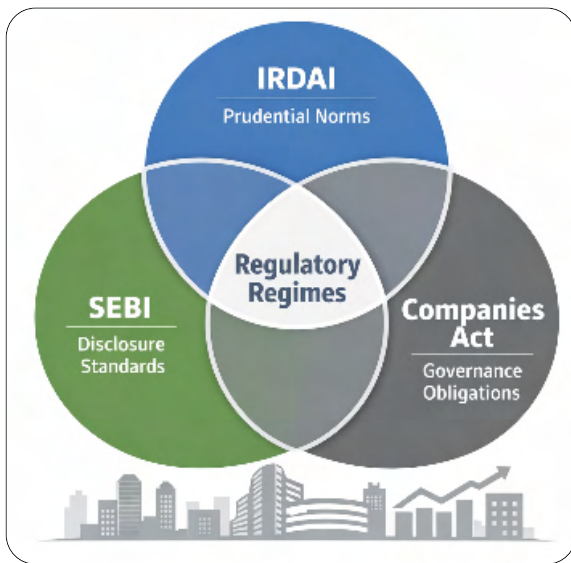 IRDAI
Prudential Norms
Regulatory
Regimes
SEBI
Disclosure
Standards
Companies
Act
Governance
Obligations